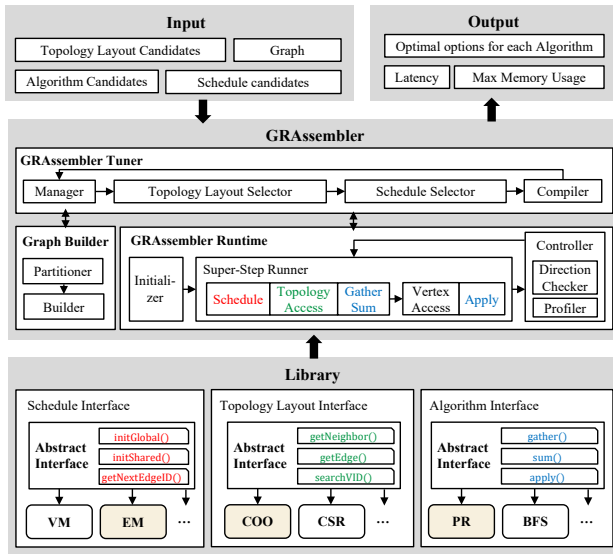 Input
Topology Layout Candidates
Graph
Algorithm Candidates
Schedule candidates
Output
Optimal options for each Algorithm
Latency
Max Memory Usage
GRAssembler
GRAssembler Tuner
Manager
Topology Layout Selector
Schedule Selector
Compiler
Graph Builder
Partitioner
Builder
GRAssembler Runtime
Initiali-
zer
Super-Step Runner
Schedule
Topology
Access
Gather
Sum
Vertex
Access
Apply
Controller
Direction
Checker
Profiler
Library
Schedule Interface
Abstract
Interface
initGlobal()
initShared()
getNextEdgeID()
VM
EM
...
Topology Layout Interface
Abstract
Interface
getNeighbor()
getEdge()
searchVID()
COO
CSR
...
Algorithm Interface
Abstract
Interface
gather()
sum()
apply()
PR
BFS
...